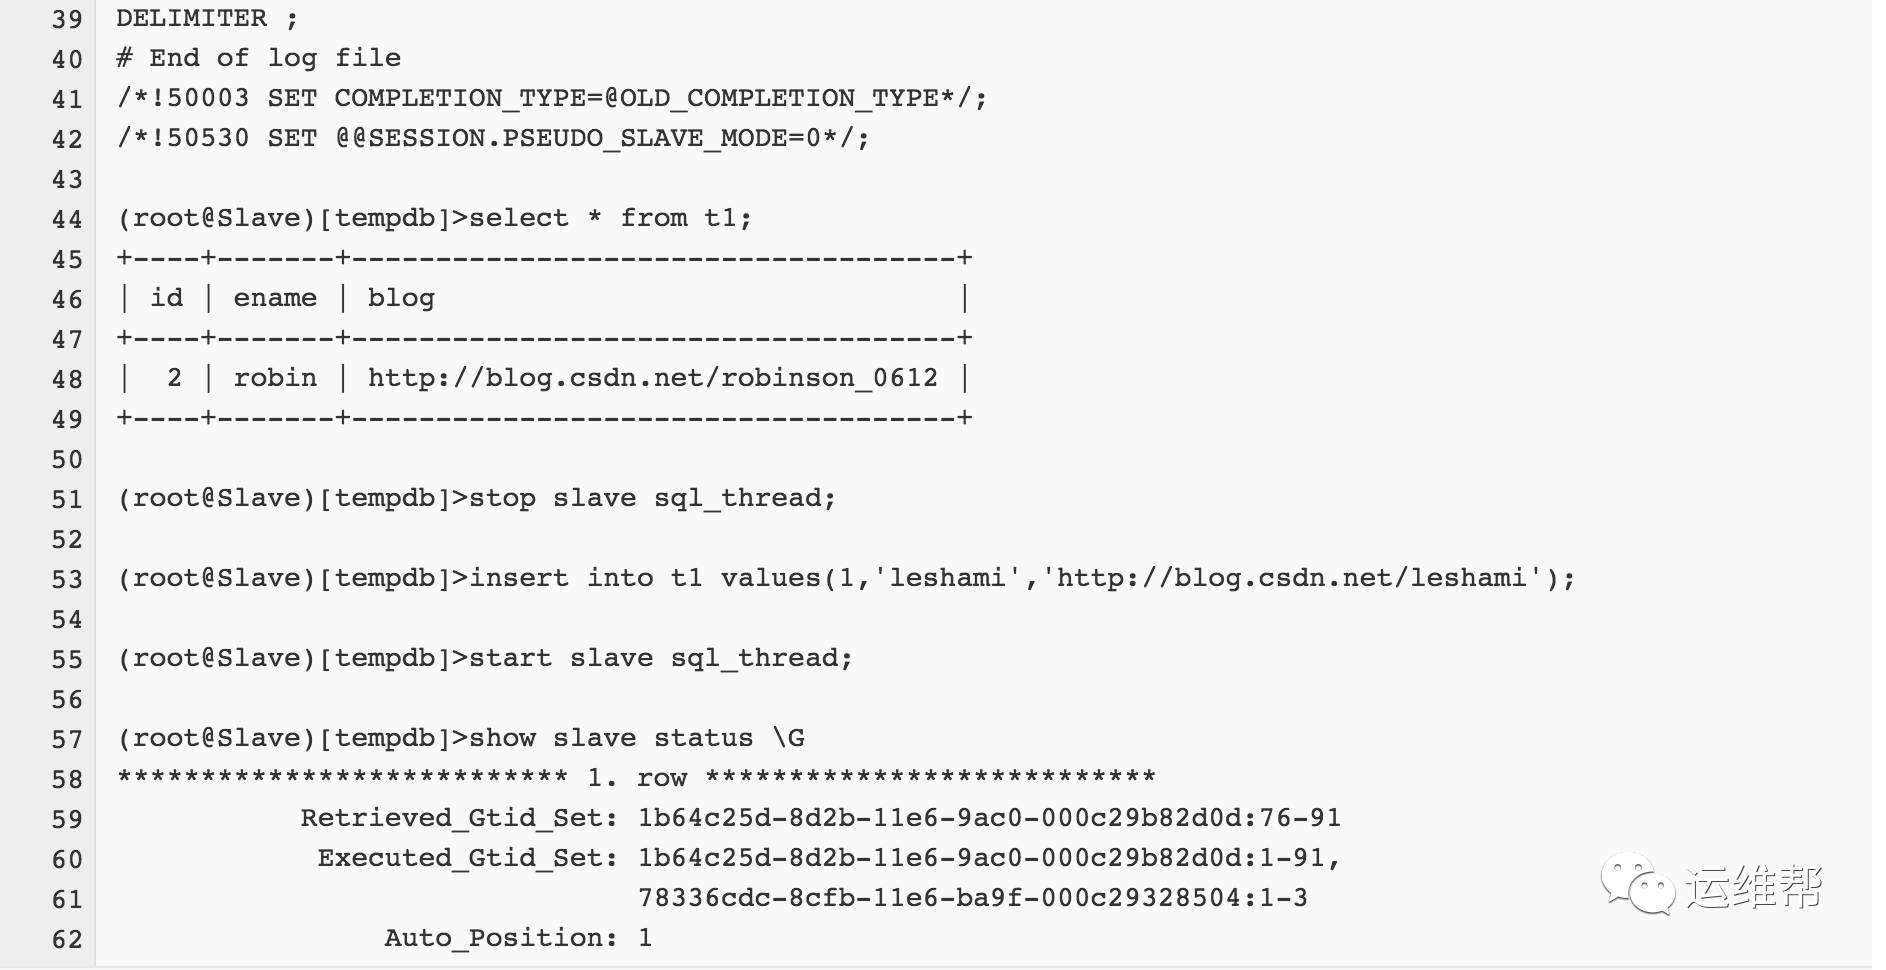 39 DELIMITER ;
40 # End of log file
41 /*!50003 SET COMPLETION_TYPE=@OLD_COMPLETION_TYPE*/;
42 /*!50530 SET @@SESSION.PSEUDO_SLAVE_MODE=0*/;
43
44 (root@Slave)[tempdb]>select * from t1;
45 +----+-------+------------------------------------+
46 | id | ename | blog                               |
47 +----+-------+------------------------------------+
48 |  2 | robin | http://blog.csdn.net/robinson_0612 |
49 +----+-------+------------------------------------+
50
51 (root@Slave)[tempdb]>stop slave sql_thread;
52
53 (root@Slave)[tempdb]>insert into t1 values(1,'leshami','http://blog.csdn.net/leshami');
54
55 (root@Slave)[tempdb]>start slave sql_thread;
56
57 (root@Slave)[tempdb]>show slave status \G
58 *************************** 1. row ***************************
59            Retrieved_Gtid_Set: 1b64c25d-8d2b-11e6-9ac0-000c29b82d0d:76-91
60             Executed_Gtid_Set: 1b64c25d-8d2b-11e6-9ac0-000c29b82d0d:1-91,
61                                78336cdc-8cfb-11e6-ba9f-000c29328504:1-3
62                 Auto_Position: 1
运维帮